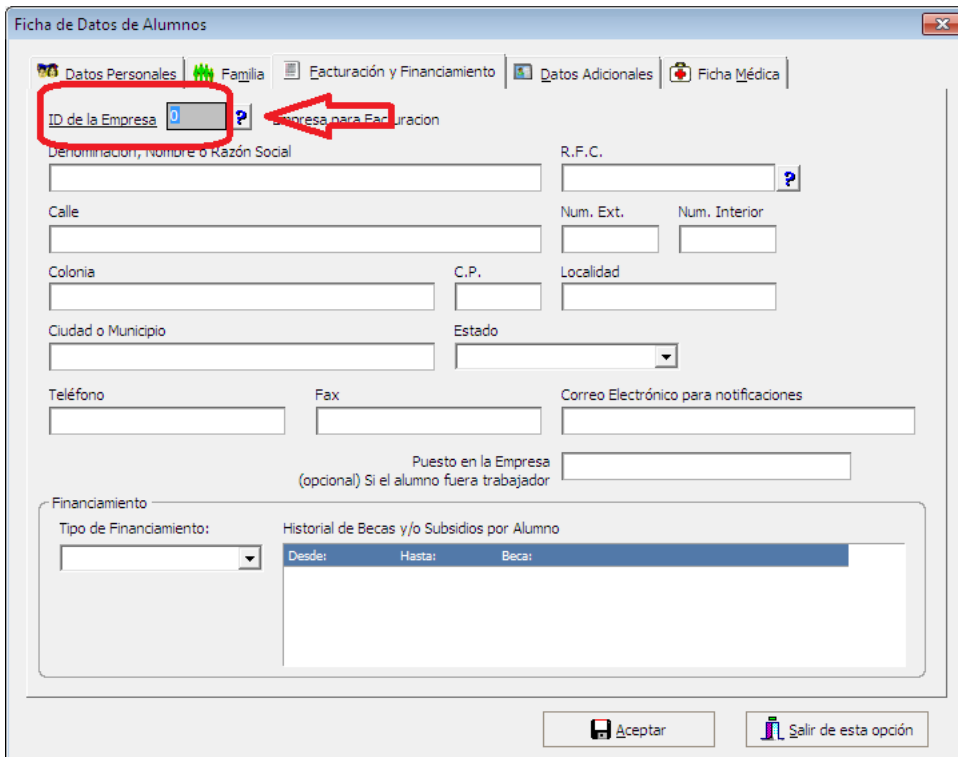 Ficha de Datos de Alumnos
Datos Personales Familia Facturación y Financiamiento Datos Adicionales Ficha Médica
ID de la Empresa 0 ? Empresa para Facturacion
Denominación, Nombre o Razón Social R.F.C.
?
Calle Num. Ext. Num. Interior
Colonia C.P. Localidad
Ciudad o Municipio Estado
Teléfono Fax Correo Electrónico para notificaciones
Puesto en la Empresa
(opcional) Si el alumno fuera trabajador
Financiamiento
Tipo de Financiamiento: Historial de Becas y/o Subsidios por Alumno
Desde: Hasta: Beca:
Aceptar Salir de esta opción